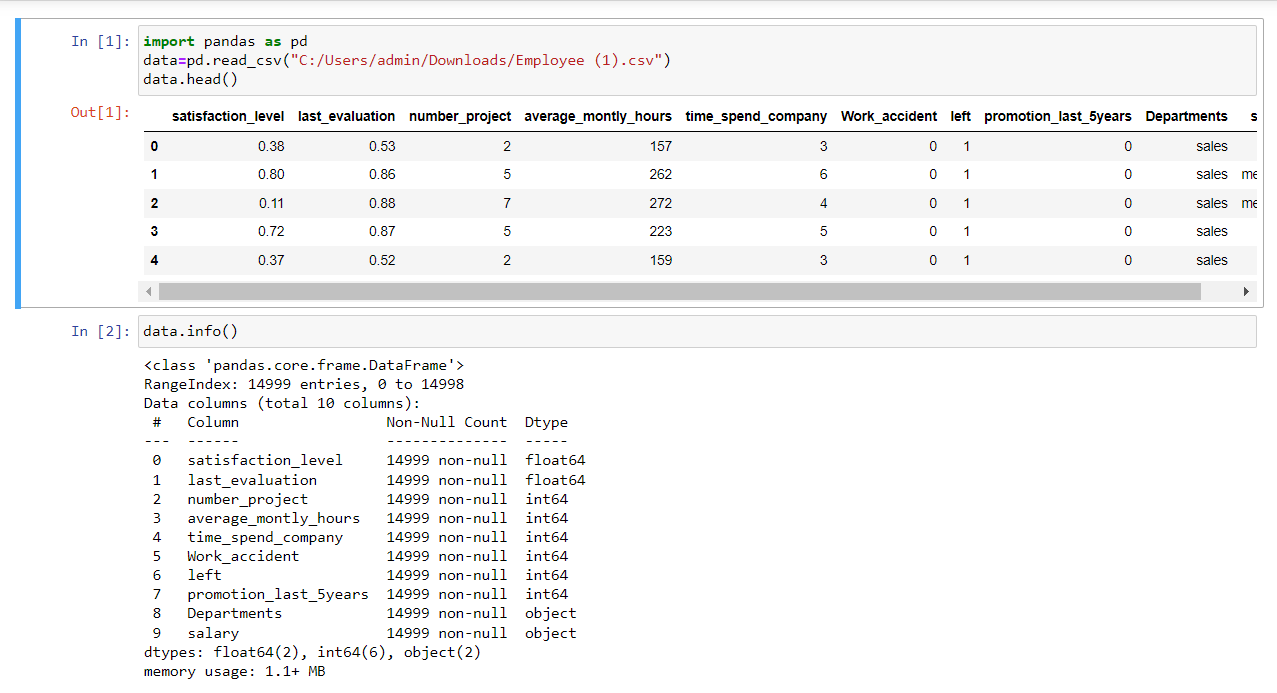 In [1]: import pandas as pd
data=pd.read_csv("C:/Users/admin/Downloads/Employee (1).csv")
data.head()
Out[1]: satisfaction_level last_evaluation number_project average_montly_hours time_spend_company Work_accident left promotion_last_5years Departments s
0 0.38 0.53 2 157 3 0 1 0 sales
1 0.80 0.86 5 262 6 0 1 0 sales me
2 0.11 0.88 7 272 4 0 1 0 sales me
3 0.72 0.87 5 223 5 0 1 0 sales
4 0.37 0.52 2 159 3 0 1 0 sales
In [2]: data.info()
<class 'pandas.core.frame.DataFrame'>
RangeIndex: 14999 entries, 0 to 14998
Data columns (total 10 columns):
# Column Non-Null Count Dtype
--- ------ -------------- -----
0 satisfaction_level 14999 non-null float64
1 last_evaluation 14999 non-null float64
2 number_project 14999 non-null int64
3 average_montly_hours 14999 non-null int64
4 time_spend_company 14999 non-null int64
5 Work_accident 14999 non-null int64
6 left 14999 non-null int64
7 promotion_last_5years 14999 non-null int64
8 Departments 14999 non-null object
9 salary 14999 non-null object
dtypes: float64(2), int64(6), object(2)
memory usage: 1.1+ MB